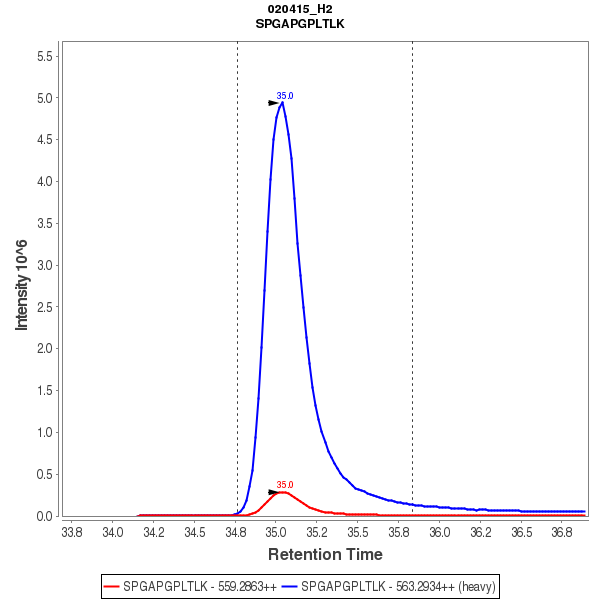 020415_H2
SPGAPGPLTLK
Intensity 10^6
5.5
5.0
4.5
4.0
3.5
3.0
2.5
2.0
1.5
1.0
0.5
0.0
35.0
35.0
33.8 34.0 34.2 34.5 34.8 35.0 35.2 35.5 35.8 36.0 36.2 36.5 36.8
Retention Time
SPGAPGPLTLK - 559.2863++ SPGAPGPLTLK - 563.2934++ (heavy)